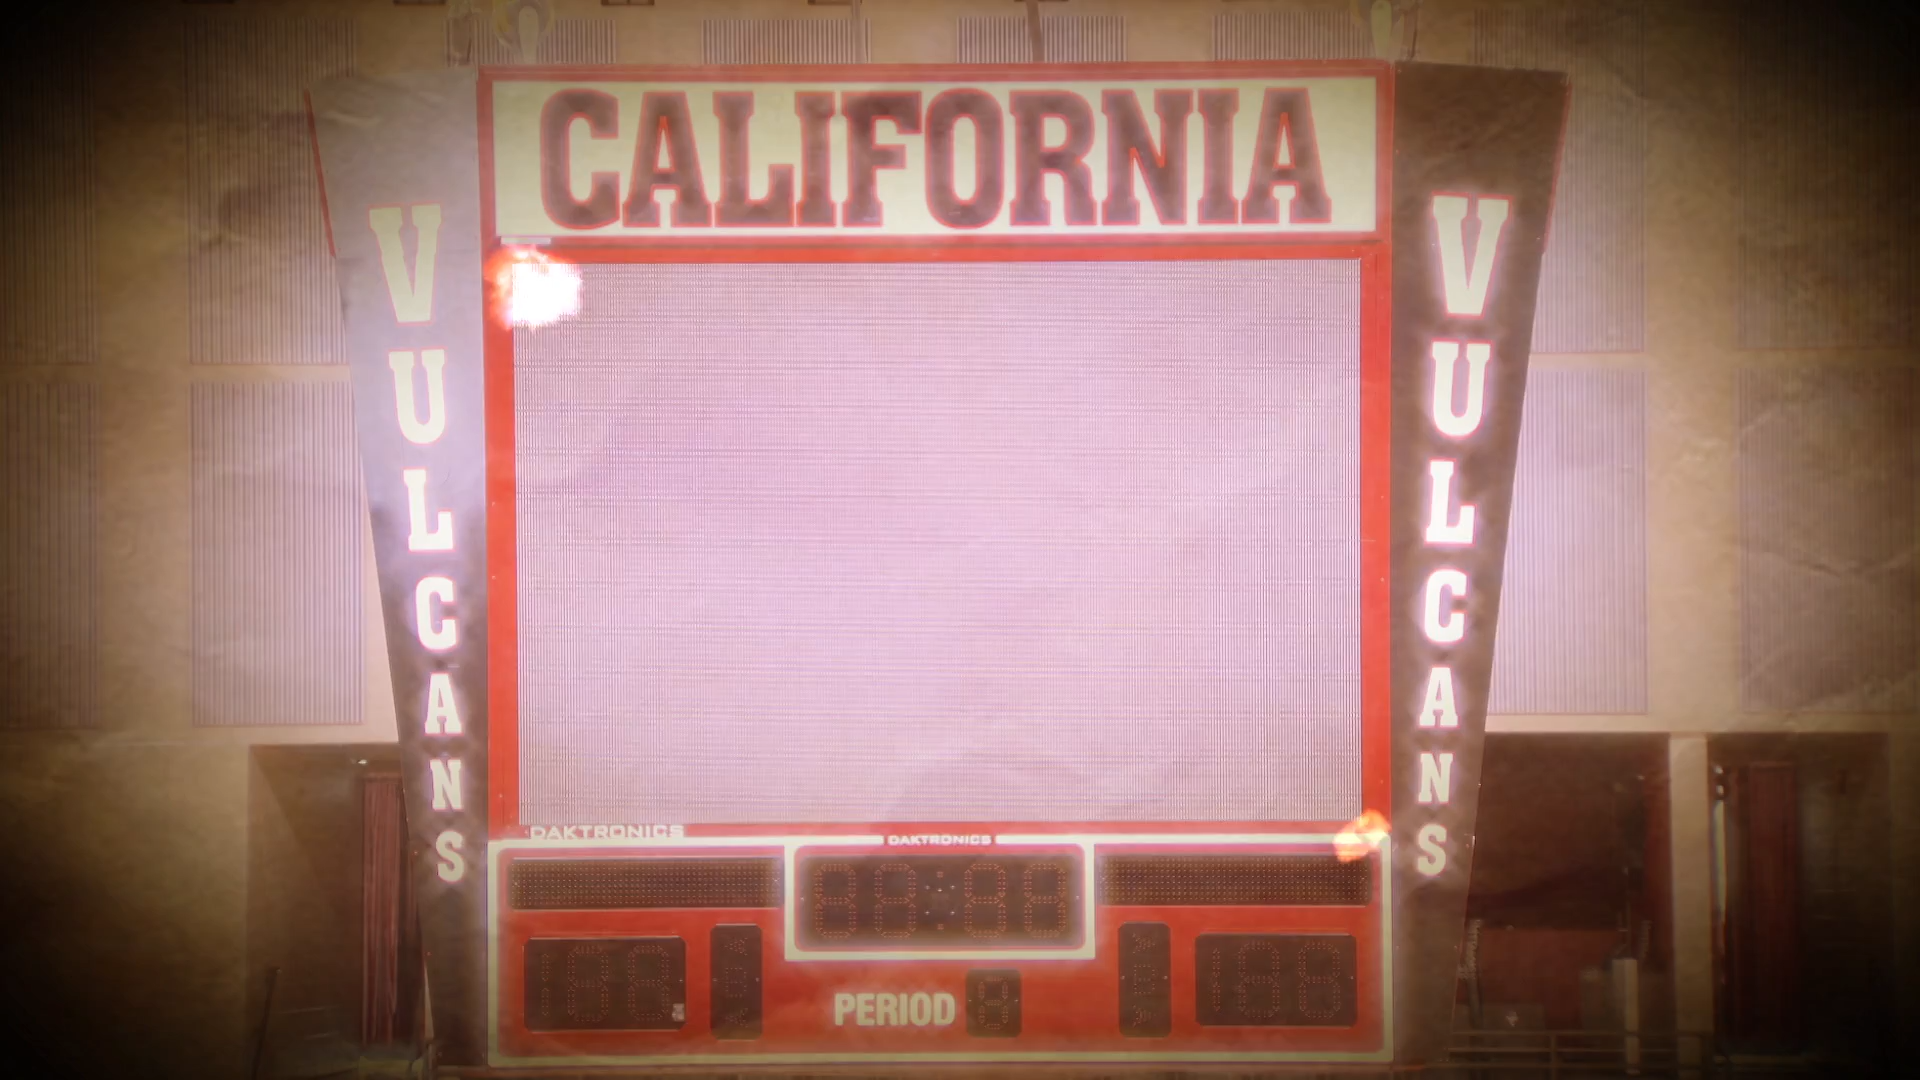 CALIFORNIA
VULCANS
VULCANS
DAKTRONICS
DAKTRONICS
PERIOD